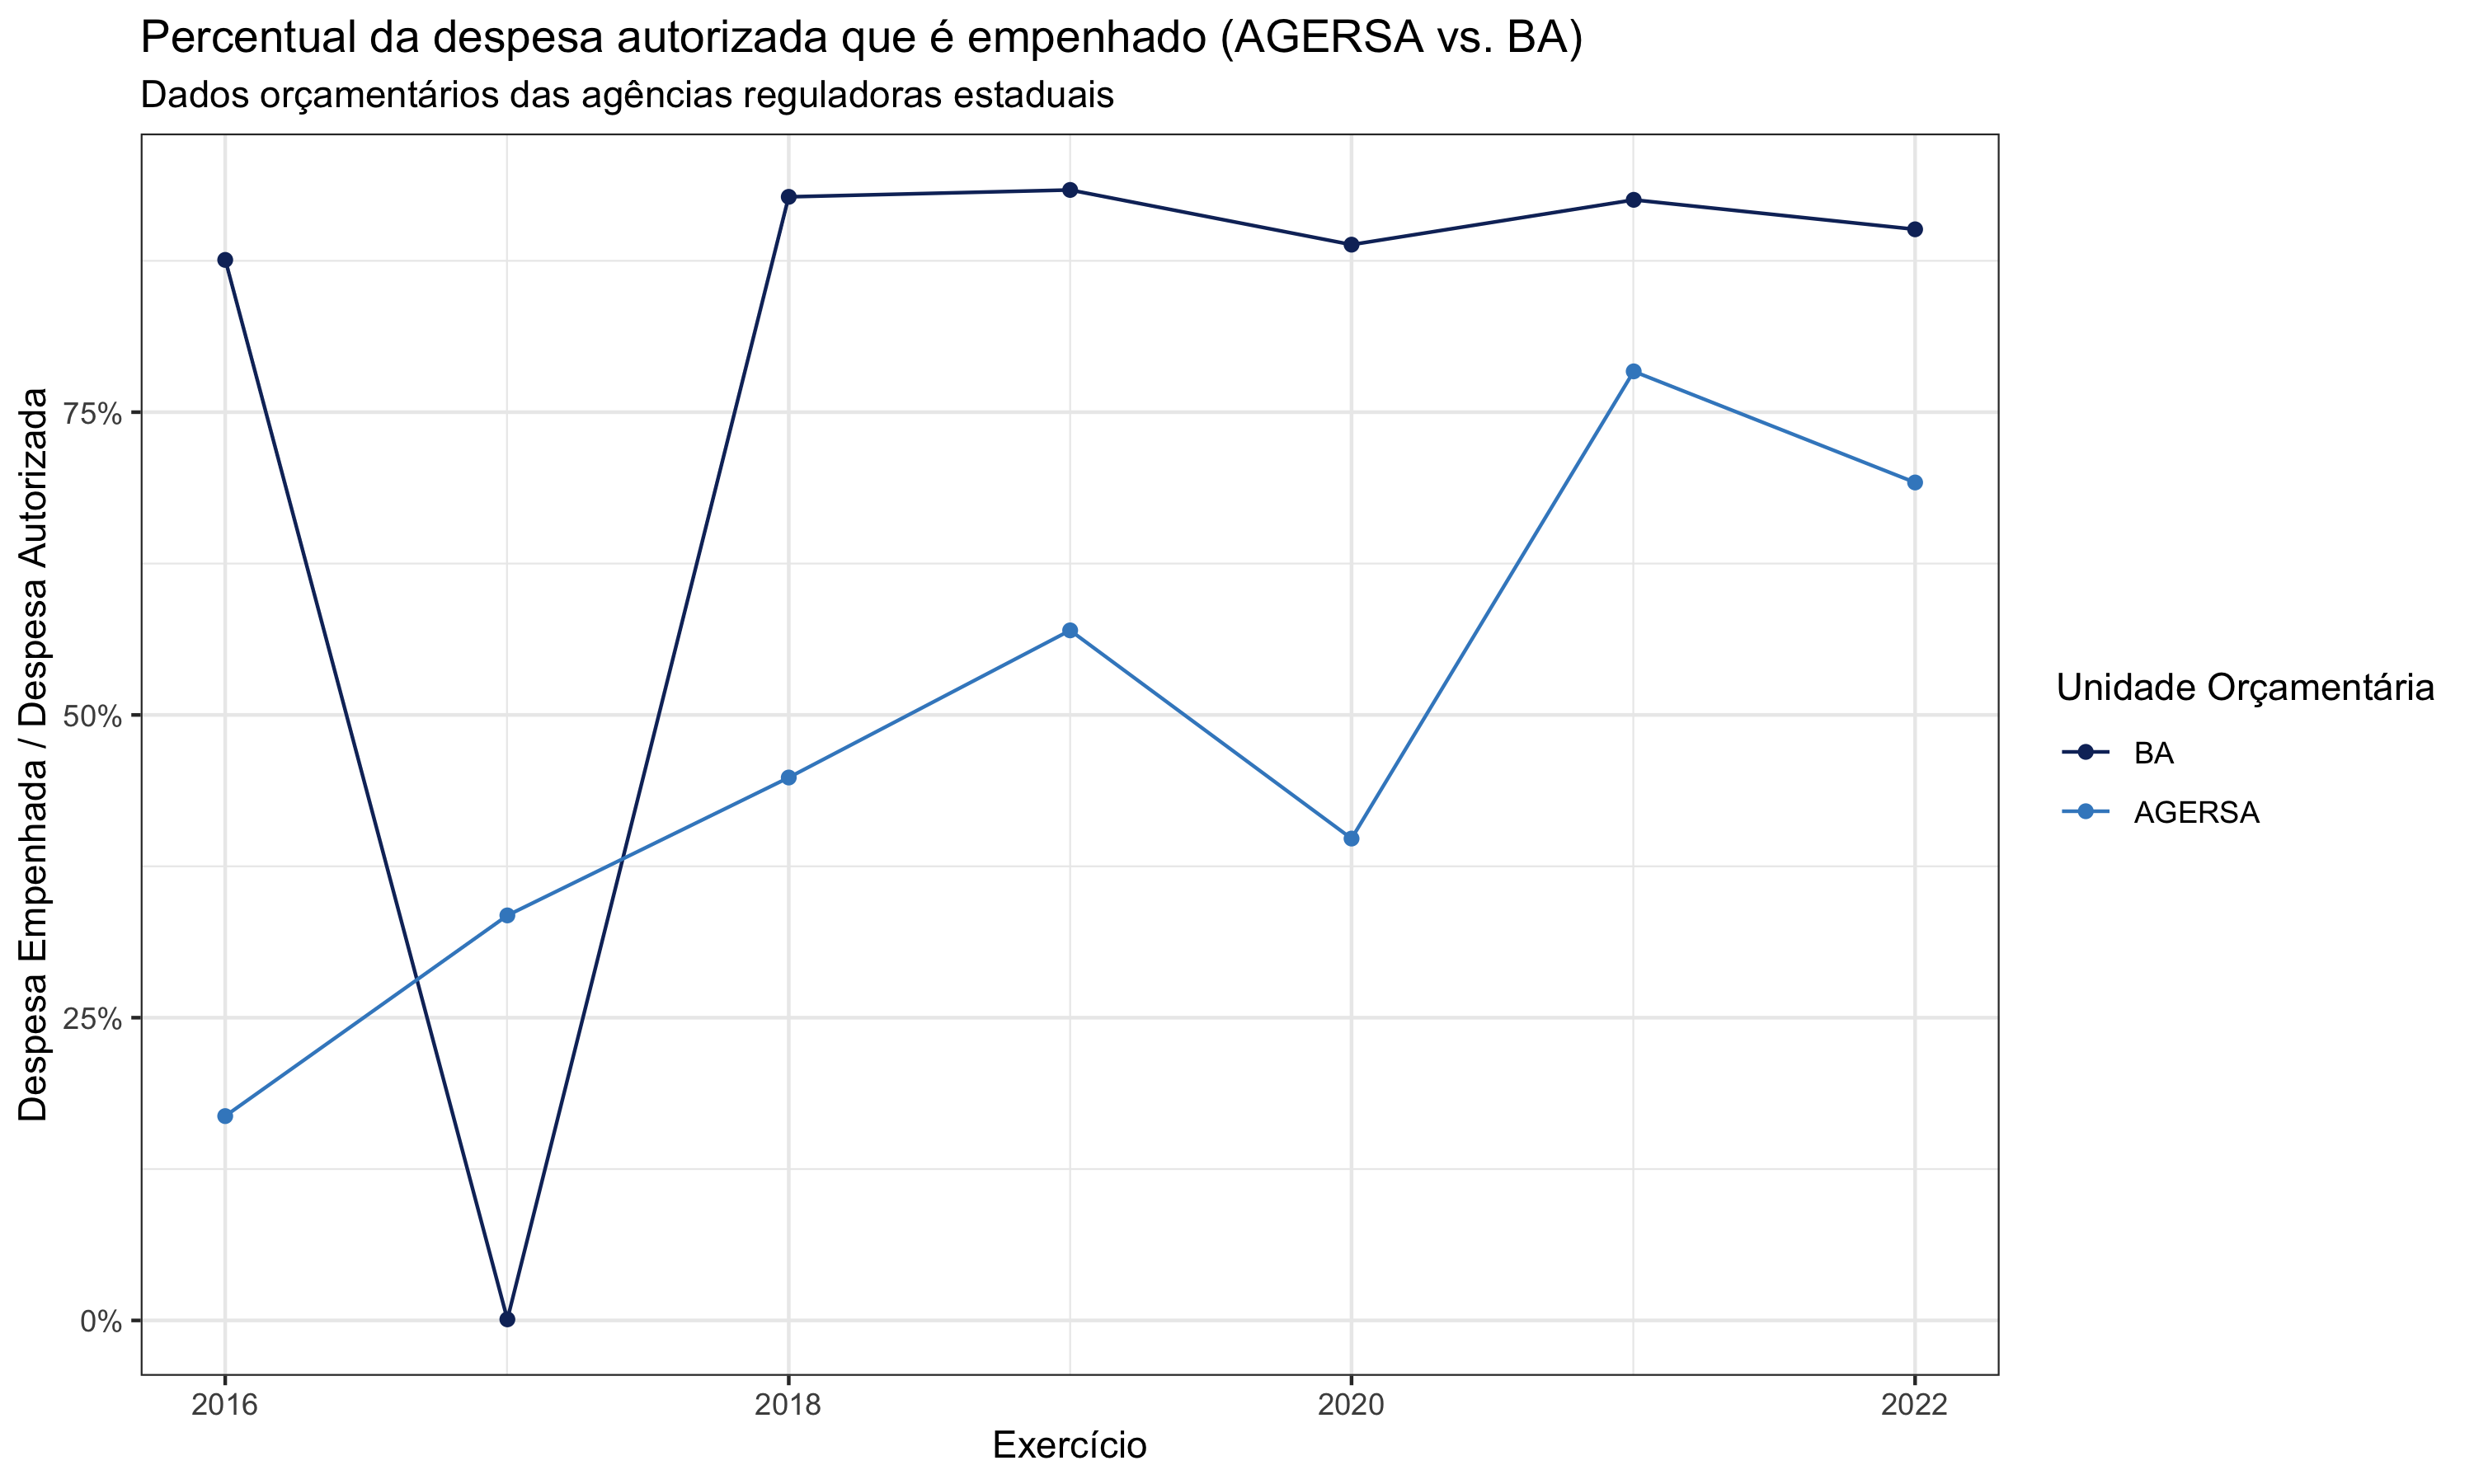 Percentual da despesa autorizada que é empenhado (AGERSA vs. BA)
Dados orçamentários das agências reguladoras estaduais
Despesa Empenhada / Despesa Autorizada
75%
50%
25%
0%
2016
2018
2020
2022
Exercício
Unidade Orçamentária
BA
AGERSA